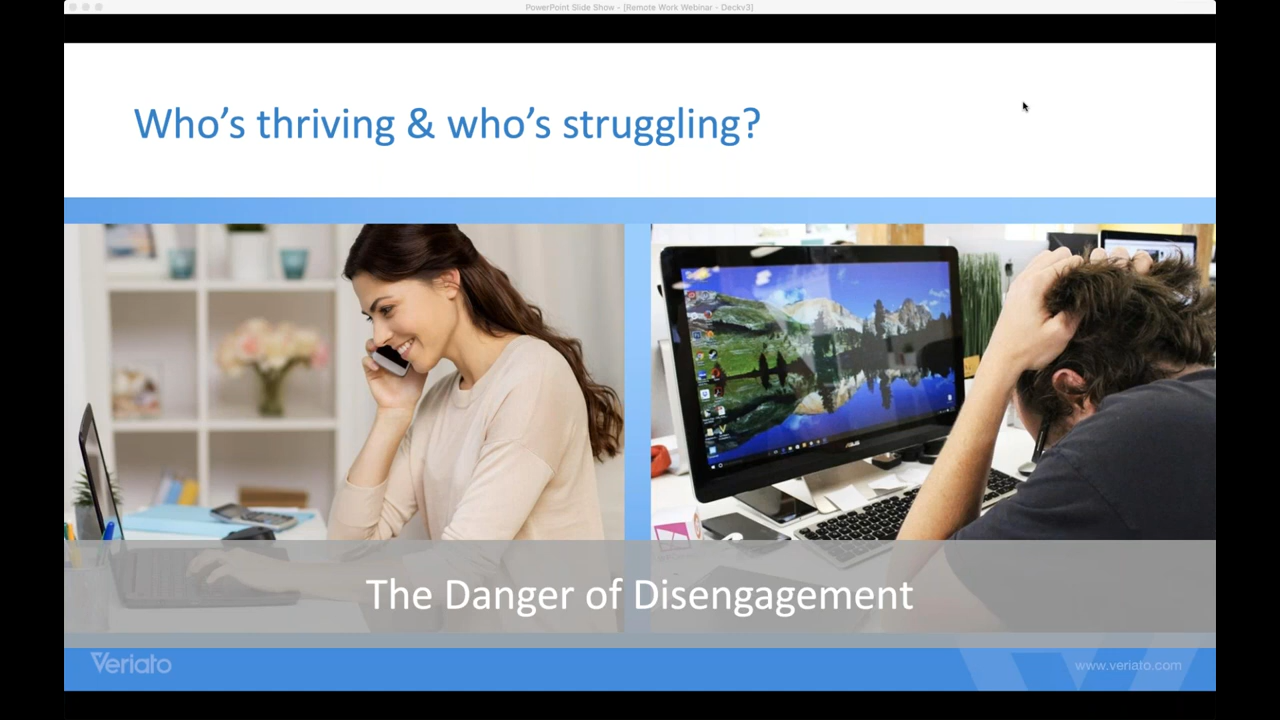 PowerPoint Slide Show - [Remote Work Webinar - Deckv3]
Who's thriving & who's struggling?
ASUS
The Danger of Disengagement
Veriato
www.veriato.com